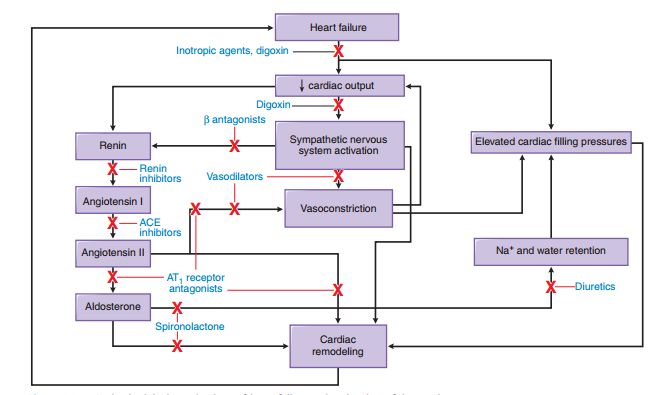 Heart failure
Inotropic agents, digoxin
↓ cardiac output
Digoxin
β antagonists
Renin
Sympathetic nervous
system activation
Elevated cardiac filling pressures
Renin
inhibitors
Vasodilators
Angiotensin I
Vasoconstriction
ACE
inhibitors
Angiotensin II
Na⁺ and water retention
AT₁ receptor
antagonists
Diuretics
Aldosterone
Spironolactone
Cardiac
remodeling